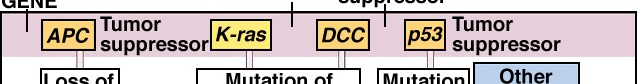 GENE
suppressor
APC Tumor suppressor K-ras DCC p53 Tumor suppressor
Loss of Mutation of Mutation Other